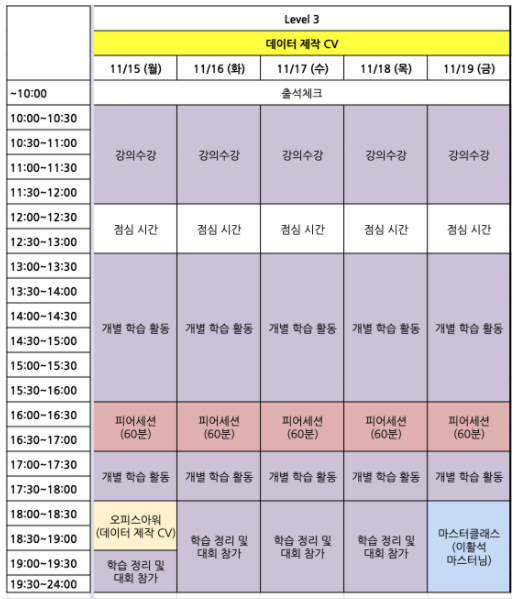 Level 3
데이터 제작 CV
11/15 (월) 11/16 (화) 11/17 (수) 11/18 (목) 11/19 (금)
~10:00 출석체크
10:00~10:30
10:30~11:00
강의수강 강의수강 강의수강 강의수강 강의수강
11:00~11:30
11:30~12:00
12:00~12:30
점심 시간 점심 시간 점심 시간 점심 시간 점심 시간
12:30~13:00
13:00~13:30
13:30~14:00
14:00~14:30
개별 학습 활동 개별 학습 활동 개별 학습 활동 개별 학습 활동 개별 학습 활동
14:30~15:00
15:00~15:30
15:30~16:00
16:00~16:30 피어세션 피어세션 피어세션 피어세션 피어세션
16:30~17:00 (60분) (60분) (60분) (60분) (60분)
17:00~17:30
개별 학습 활동 개별 학습 활동 개별 학습 활동 개별 학습 활동 개별 학습 활동
17:30~18:00
18:00~18:30 오피스아워
(데이터 제작 CV) 마스터클래스
18:30~19:00 학습 정리 및 학습 정리 및 학습 정리 및 (이활석
대회 참가 대회 참가 대회 참가 마스터님)
19:00~19:30 학습 정리 및
19:30~24:00 대회 참가